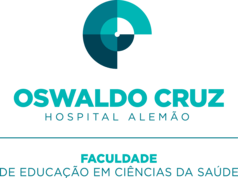 OSWALDO CRUZ
HOSPITAL ALEMÃO
FACULDADE
DE EDUCAÇÃO EM CIÊNCIAS DA SAÚDE